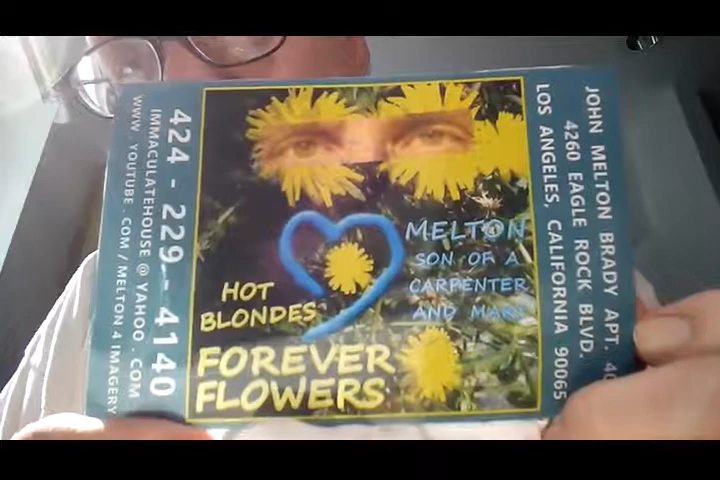 424 - 229 - 4140
IMMACULATEHOUSE @ YAHOO . COM
WWW . YOUTUBE . COM / MELTON 4 IMAGERY
MELTON
SON OF A
CARPENTER
AND MARY
HOT
BLONDES
FOREVER
FLOWERS
JOHN MELTON BRADY APT.
4260 EAGLE ROCK BLVD.
LOS ANGELES, CALIFORNIA 90065